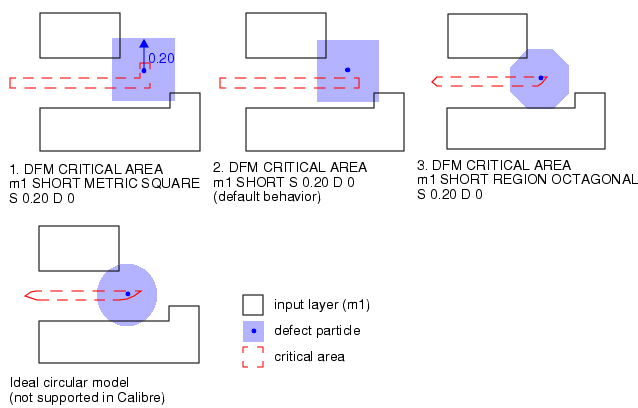 0.20
1. DFM CRITICAL AREA
m1 SHORT METRIC SQUARE
S 0.20 D 0
2. DFM CRITICAL AREA
m1 SHORT S 0.20 D 0
(default behavior)
3. DFM CRITICAL AREA
m1 SHORT REGION OCTAGONAL
S 0.20 D 0
input layer (m1)
defect particle
critical area
Ideal circular model
(not supported in Calibre)